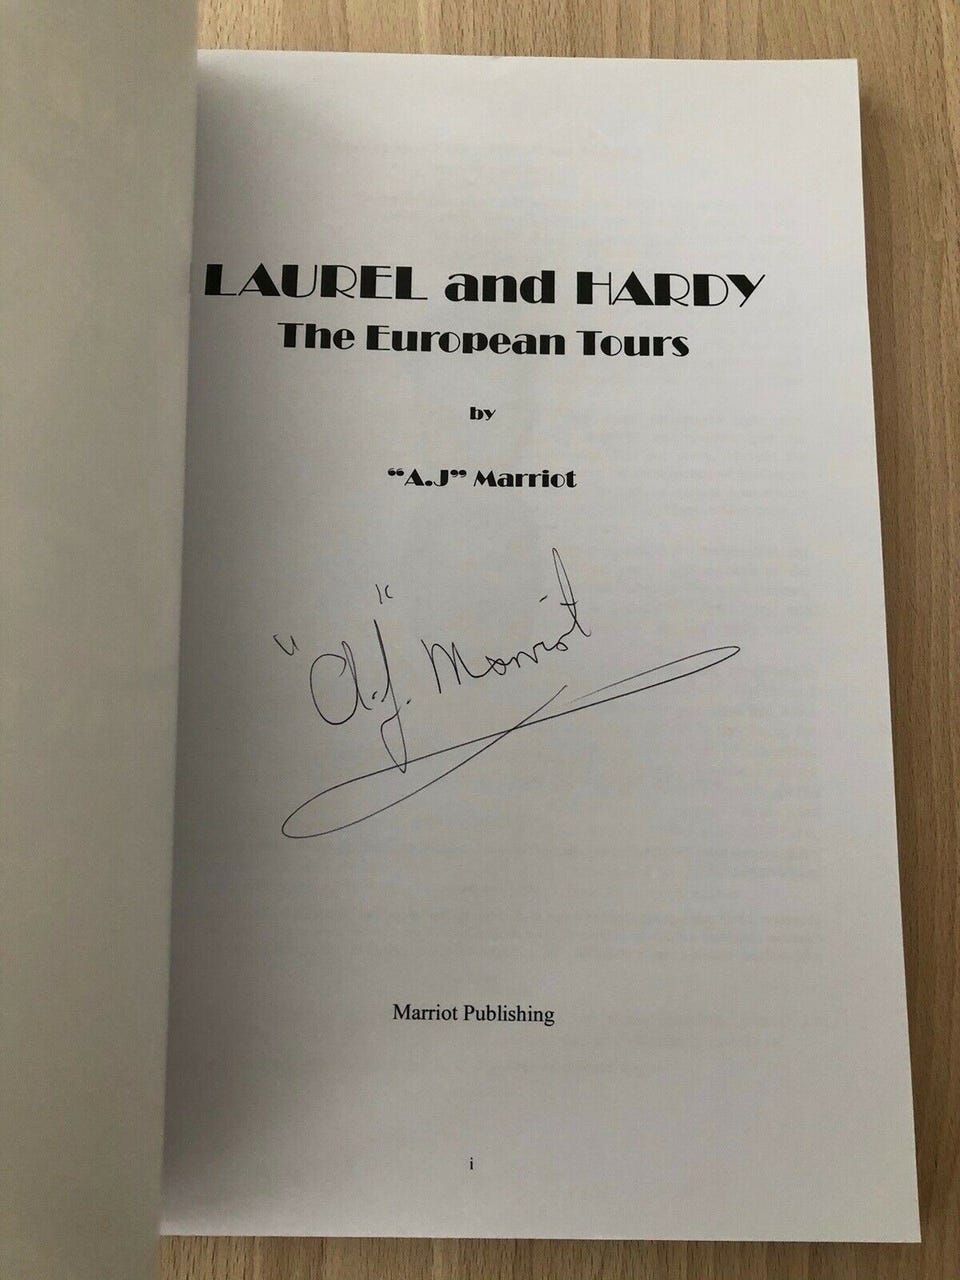 LAUREL and HARDY
The European Tours
by
“A.J” Marriot
"A.J." Marriot
Marriot Publishing
i